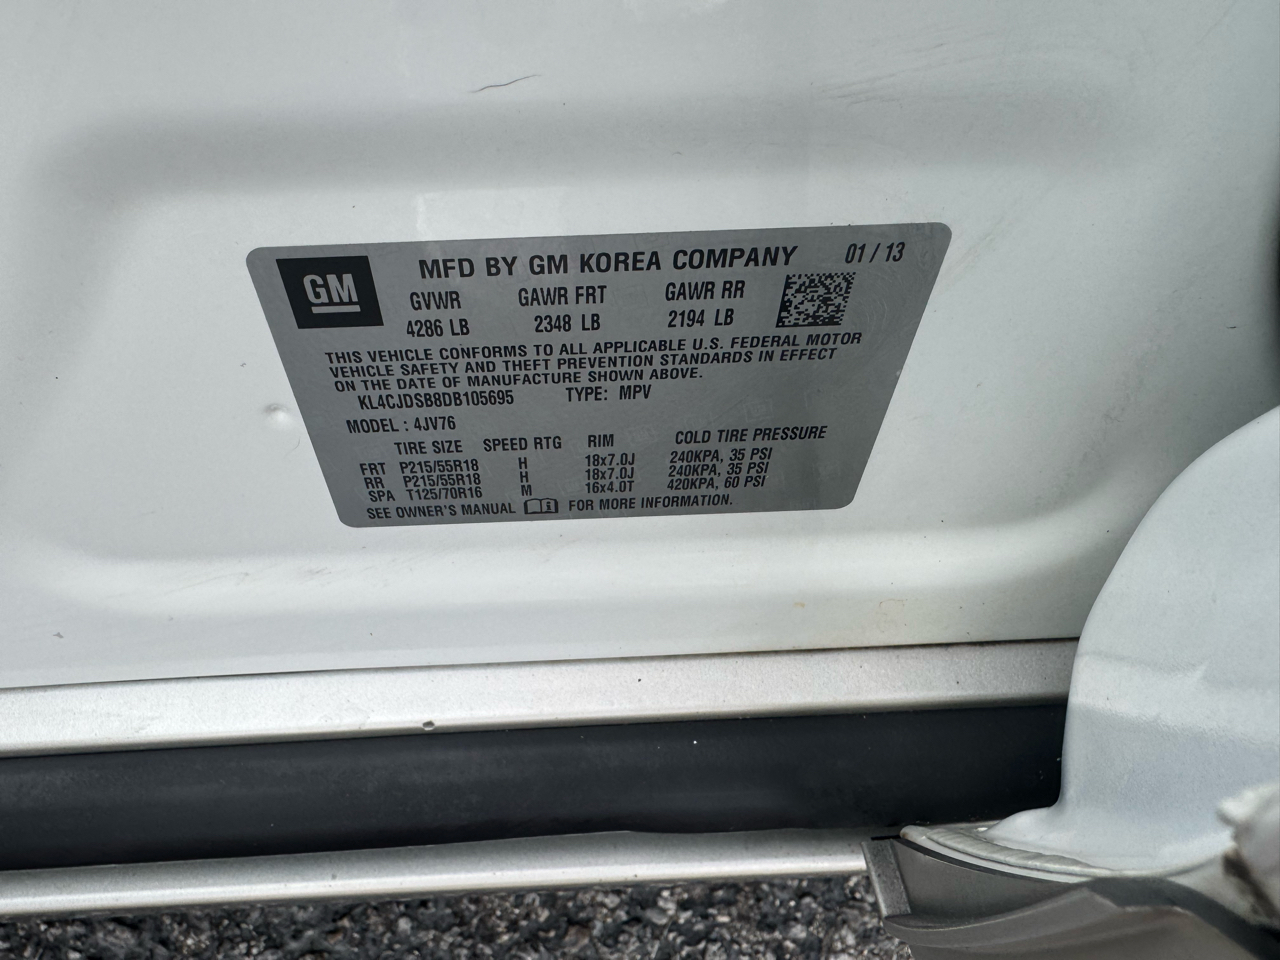 GM
MFD BY GM KOREA COMPANY 01 / 13
GVWR GAWR FRT GAWR RR
4286 LB 2348 LB 2194 LB
THIS VEHICLE CONFORMS TO ALL APPLICABLE U.S. FEDERAL MOTOR
VEHICLE SAFETY AND THEFT PREVENTION STANDARDS IN EFFECT
ON THE DATE OF MANUFACTURE SHOWN ABOVE.
KL4CJDSB8DB105695 TYPE: MPV
MODEL : 4JV76
TIRE SIZE SPEED RTG RIM COLD TIRE PRESSURE
FRT P215/55R18 H 18x7.0J 240KPA, 35 PSI
RR P215/55R18 H 18x7.0J 240KPA, 35 PSI
SPA T125/70R16 M 16x4.0T 420KPA, 60 PSI
SEE OWNER'S MANUAL i FOR MORE INFORMATION.